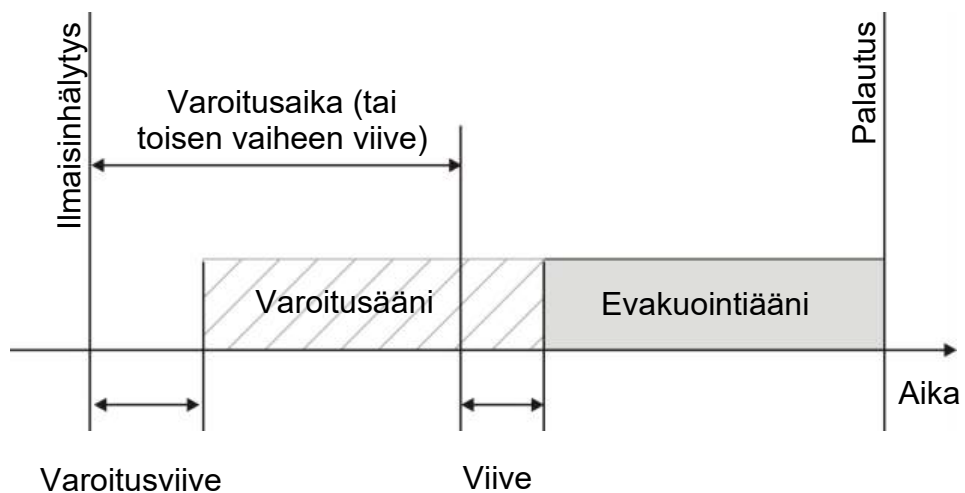 Ilmaisinhälytys
Varoitusaika (tai
toisen vaiheen viive)
Palautus
Varoitusääni
Evakuointiääni
Aika
Varoitusviive
Viive